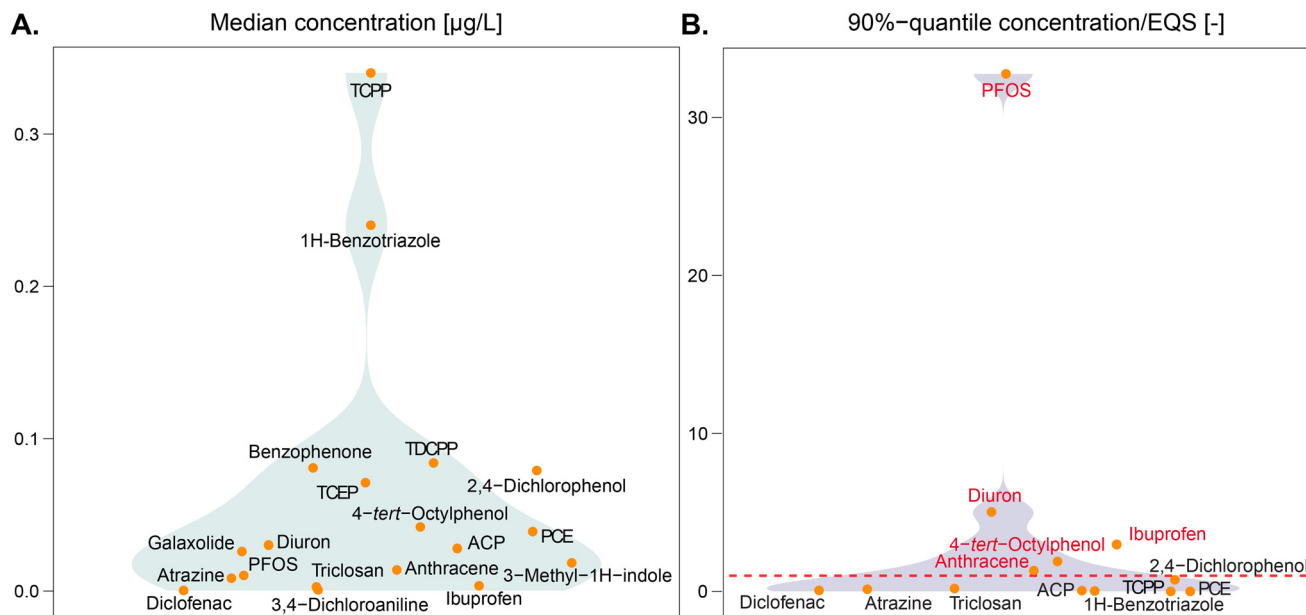 A. Median concentration [µg/L]
B. 90%−quantile concentration/EQS [-]
TCPP
0.3
1H-Benzotriazole
0.2
0.1
Benzophenone
TDCPP
TCEP
2,4−Dichlorophenol
4−tert−Octylphenol
Galaxolide
Diuron
ACP
PCE
Atrazine
PFOS
Triclosan
Anthracene
3−Methyl−1H−indole
0.0
Diclofenac
3,4−Dichloroaniline
Ibuprofen
PFOS
30
20
10
Diuron
Ibuprofen
4−tert−Octylphenol
Anthracene
2,4−Dichlorophenol
0
Diclofenac
Atrazine
Triclosan
ACP
TCPP
PCE
1H−Benzotriazole